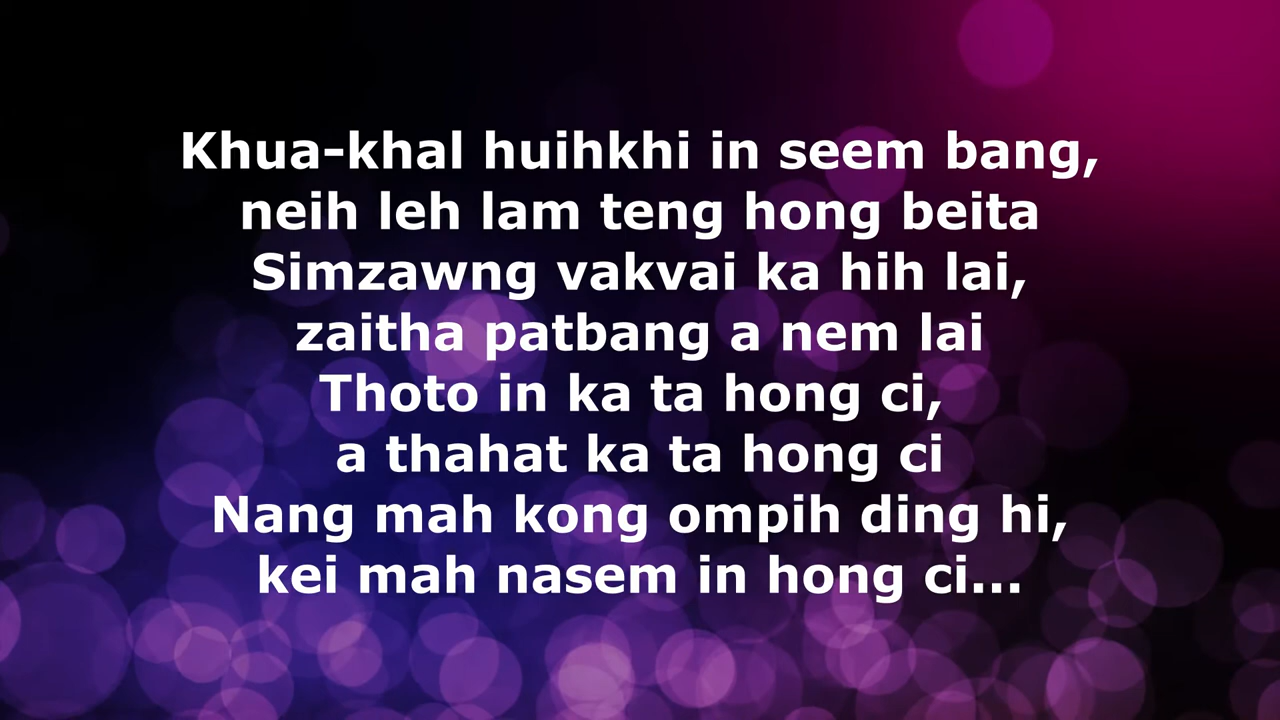 Khua-khal huihkhi in seem bang,
neih leh lam teng hong beita
Simzawng vakvai ka hih lai,
zaitha patbang a nem lai
Thoto in ka ta hong ci,
a thahat ka ta hong ci
Nang mah kong ompih ding hi,
kei mah nasem in hong ci...